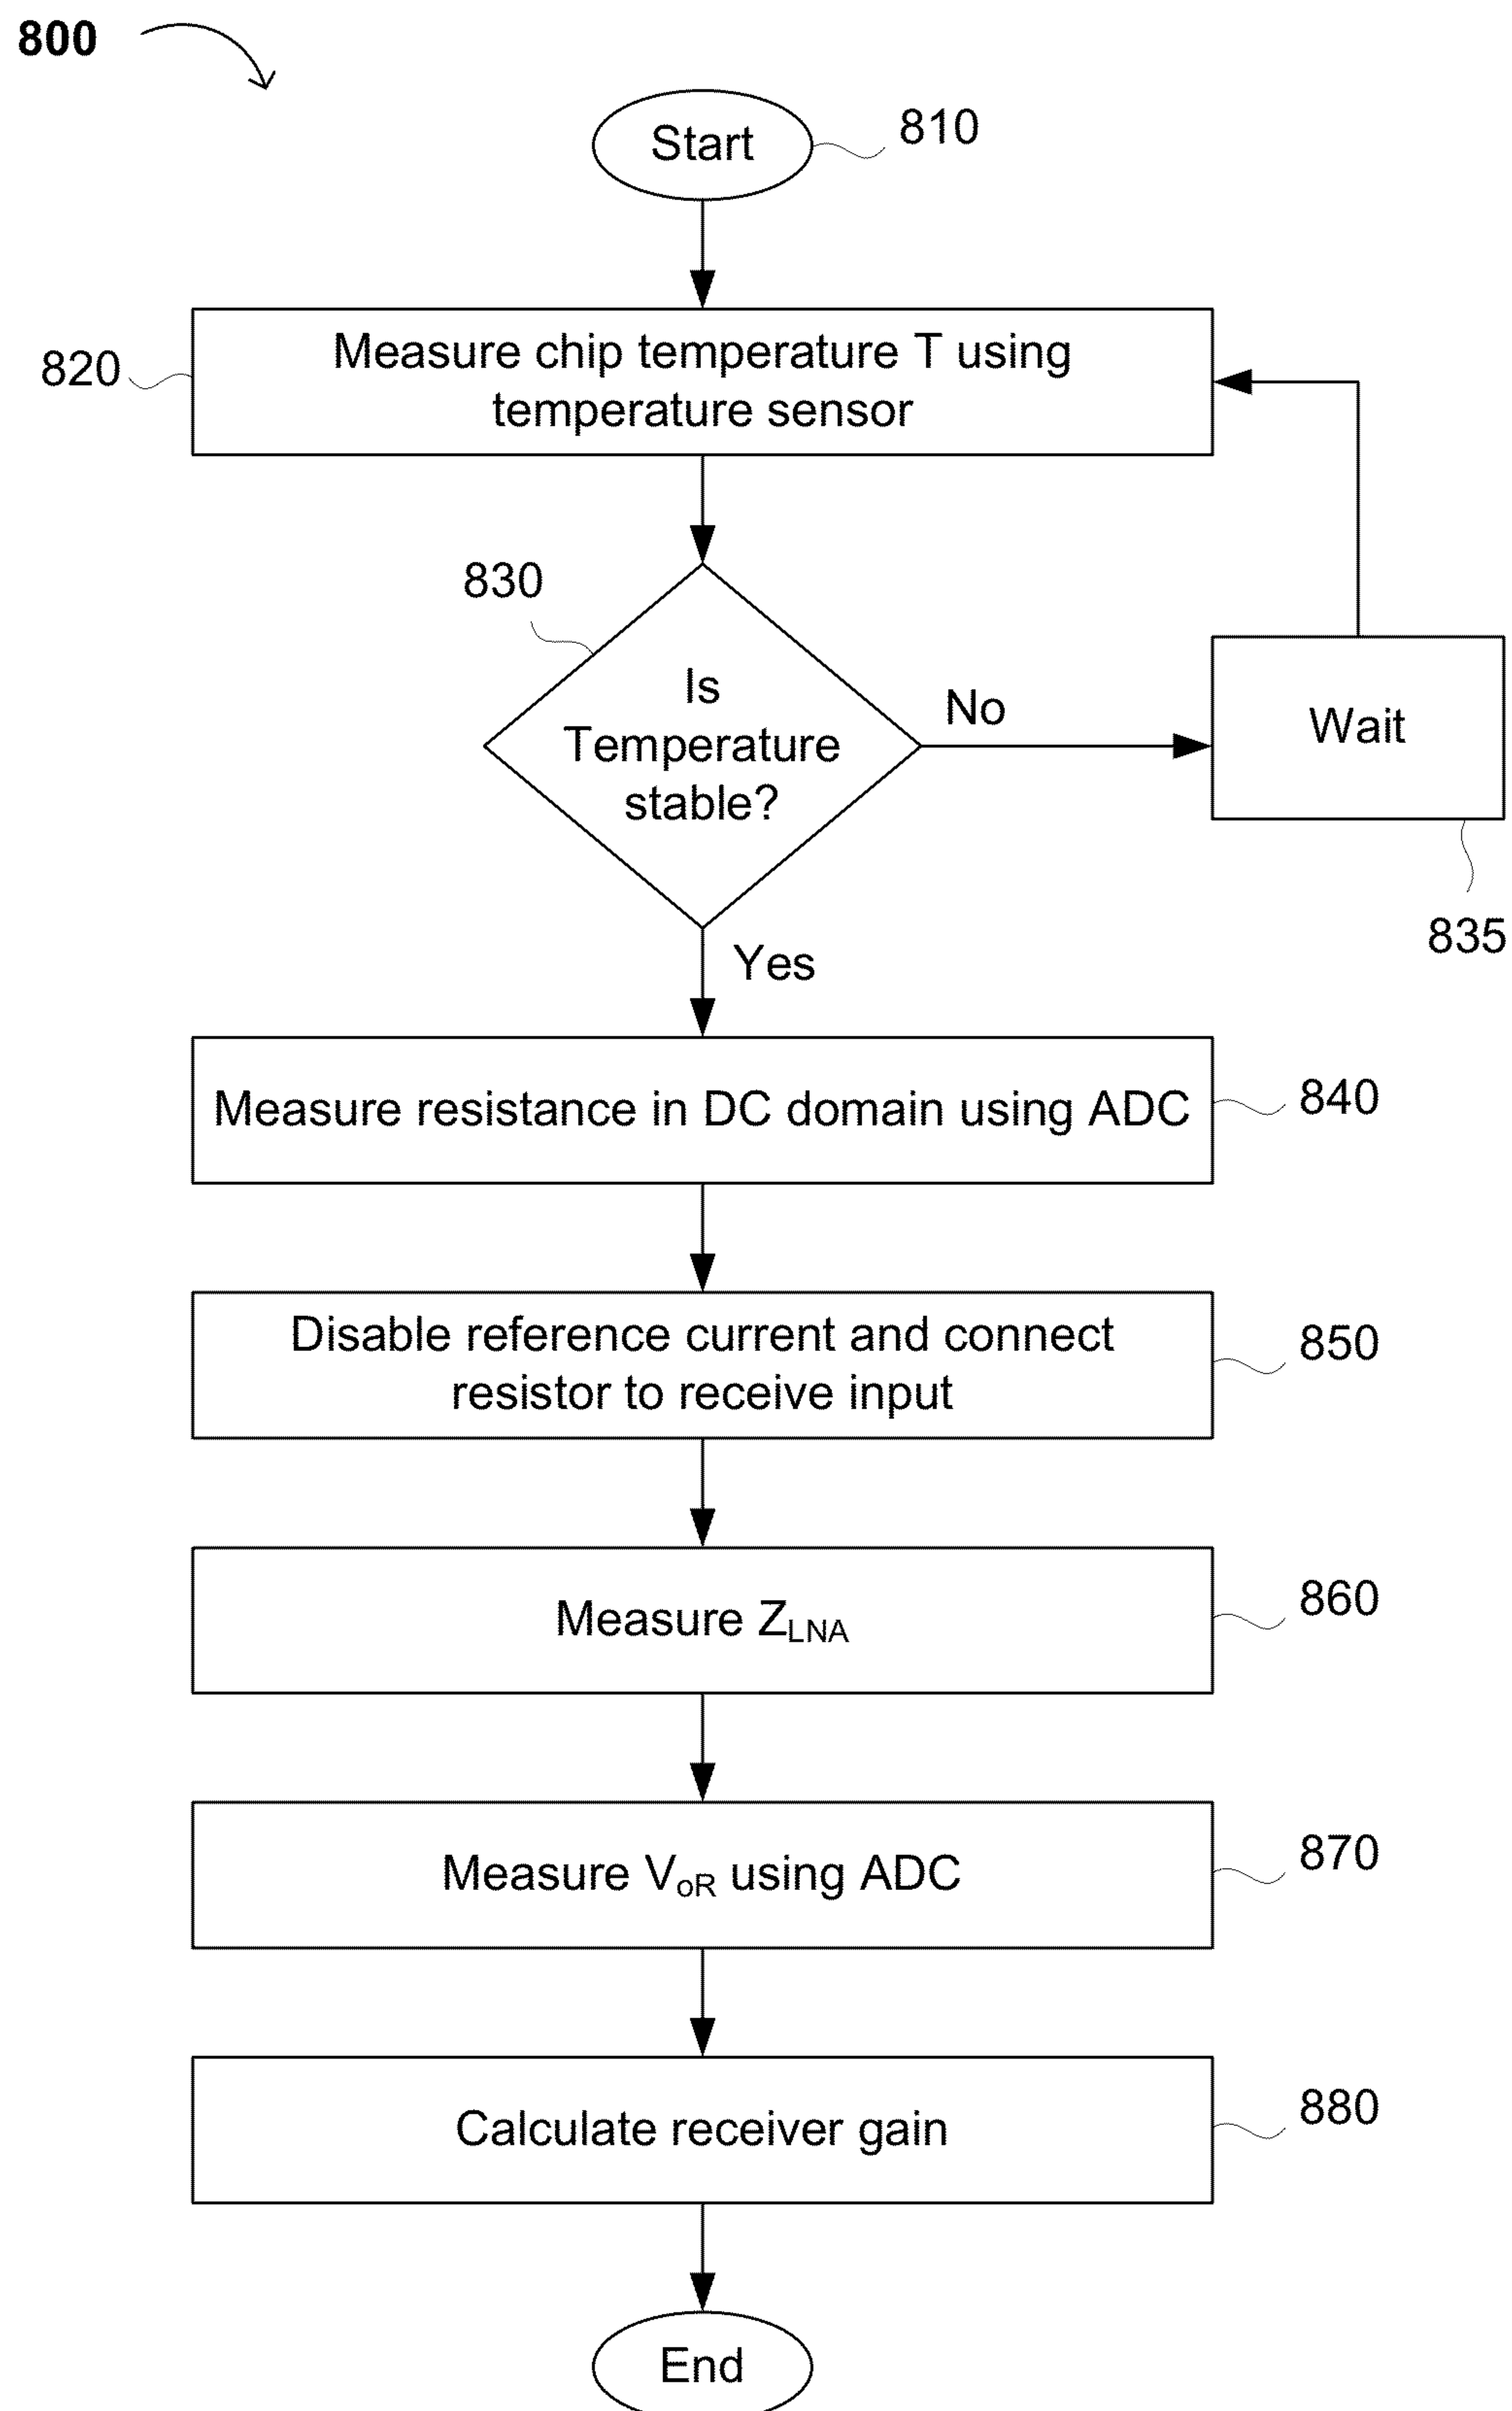 800
Start
810
820
Measure chip temperature T using
temperature sensor
830
Is
Temperature
stable?
No
Wait
835
Yes
Measure resistance in DC domain using ADC
840
Disable reference current and connect
resistor to receive input
850
Measure Z_LNA
860
Measure V_oR using ADC
870
Calculate receiver gain
880
End